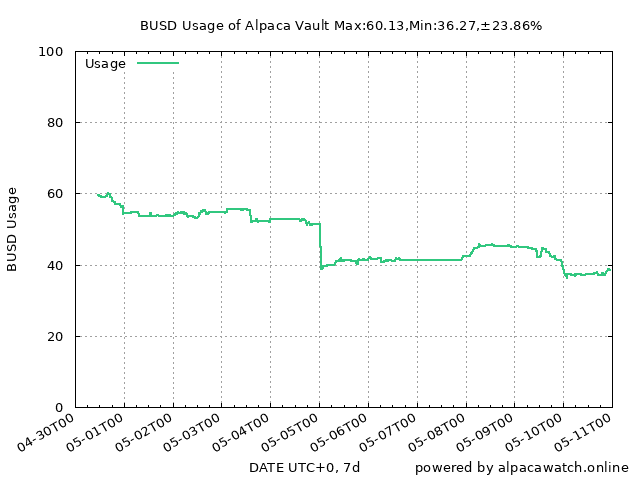 BUSD Usage of Alpaca Vault Max:60.13,Min:36.27,±23.86%
100
80
60
40
20
0
BUSD Usage
Usage
04-30T00
05-01T00
05-02T00
05-03T00
05-04T00
05-05T00
05-06T00
05-07T00
05-08T00
05-09T00
05-10T00
05-11T00
DATE UTC+0, 7d
powered by alpacawatch.online